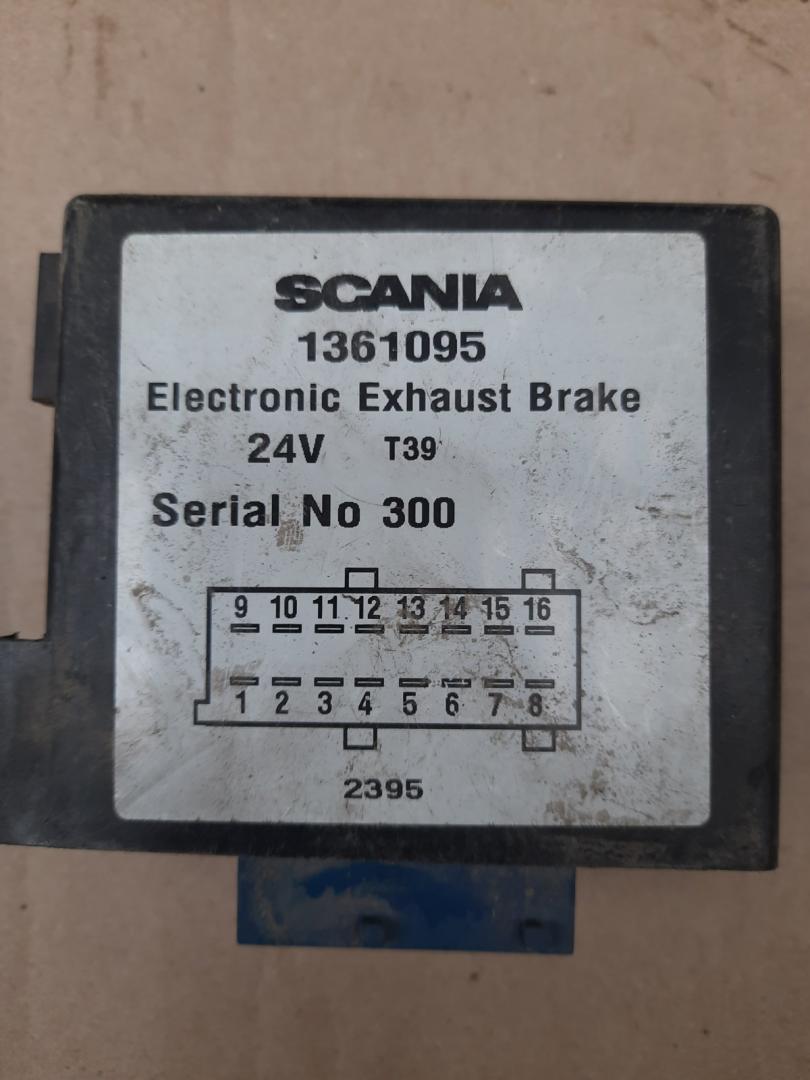 SCANIA
1361095
Electronic Exhaust Brake
24V T39
Serial No 300
9 10 11 12 13 14 15 16
1 2 3 4 5 6 7 8
2395